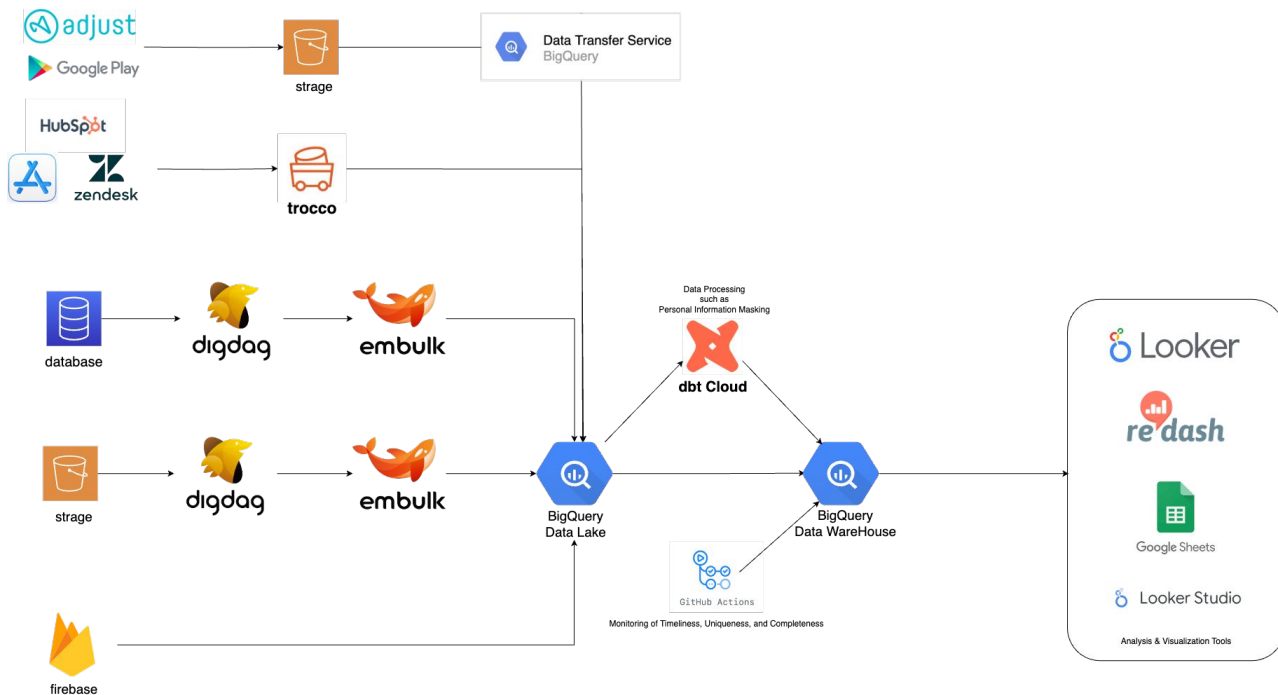 adjust
Google Play
strage
Data Transfer Service
BigQuery
HubSpot
zendesk
trocco
database
digdag
embulk
Data Processing
such as
Personal Information Masking
dbt Cloud
strage
digdag
embulk
BigQuery
Data Lake
BigQuery
Data WareHouse
GitHub Actions
Monitoring of Timeliness, Uniqueness, and Completeness
firebase
Looker
redash
Google Sheets
Looker Studio
Analysis & Visualization Tools